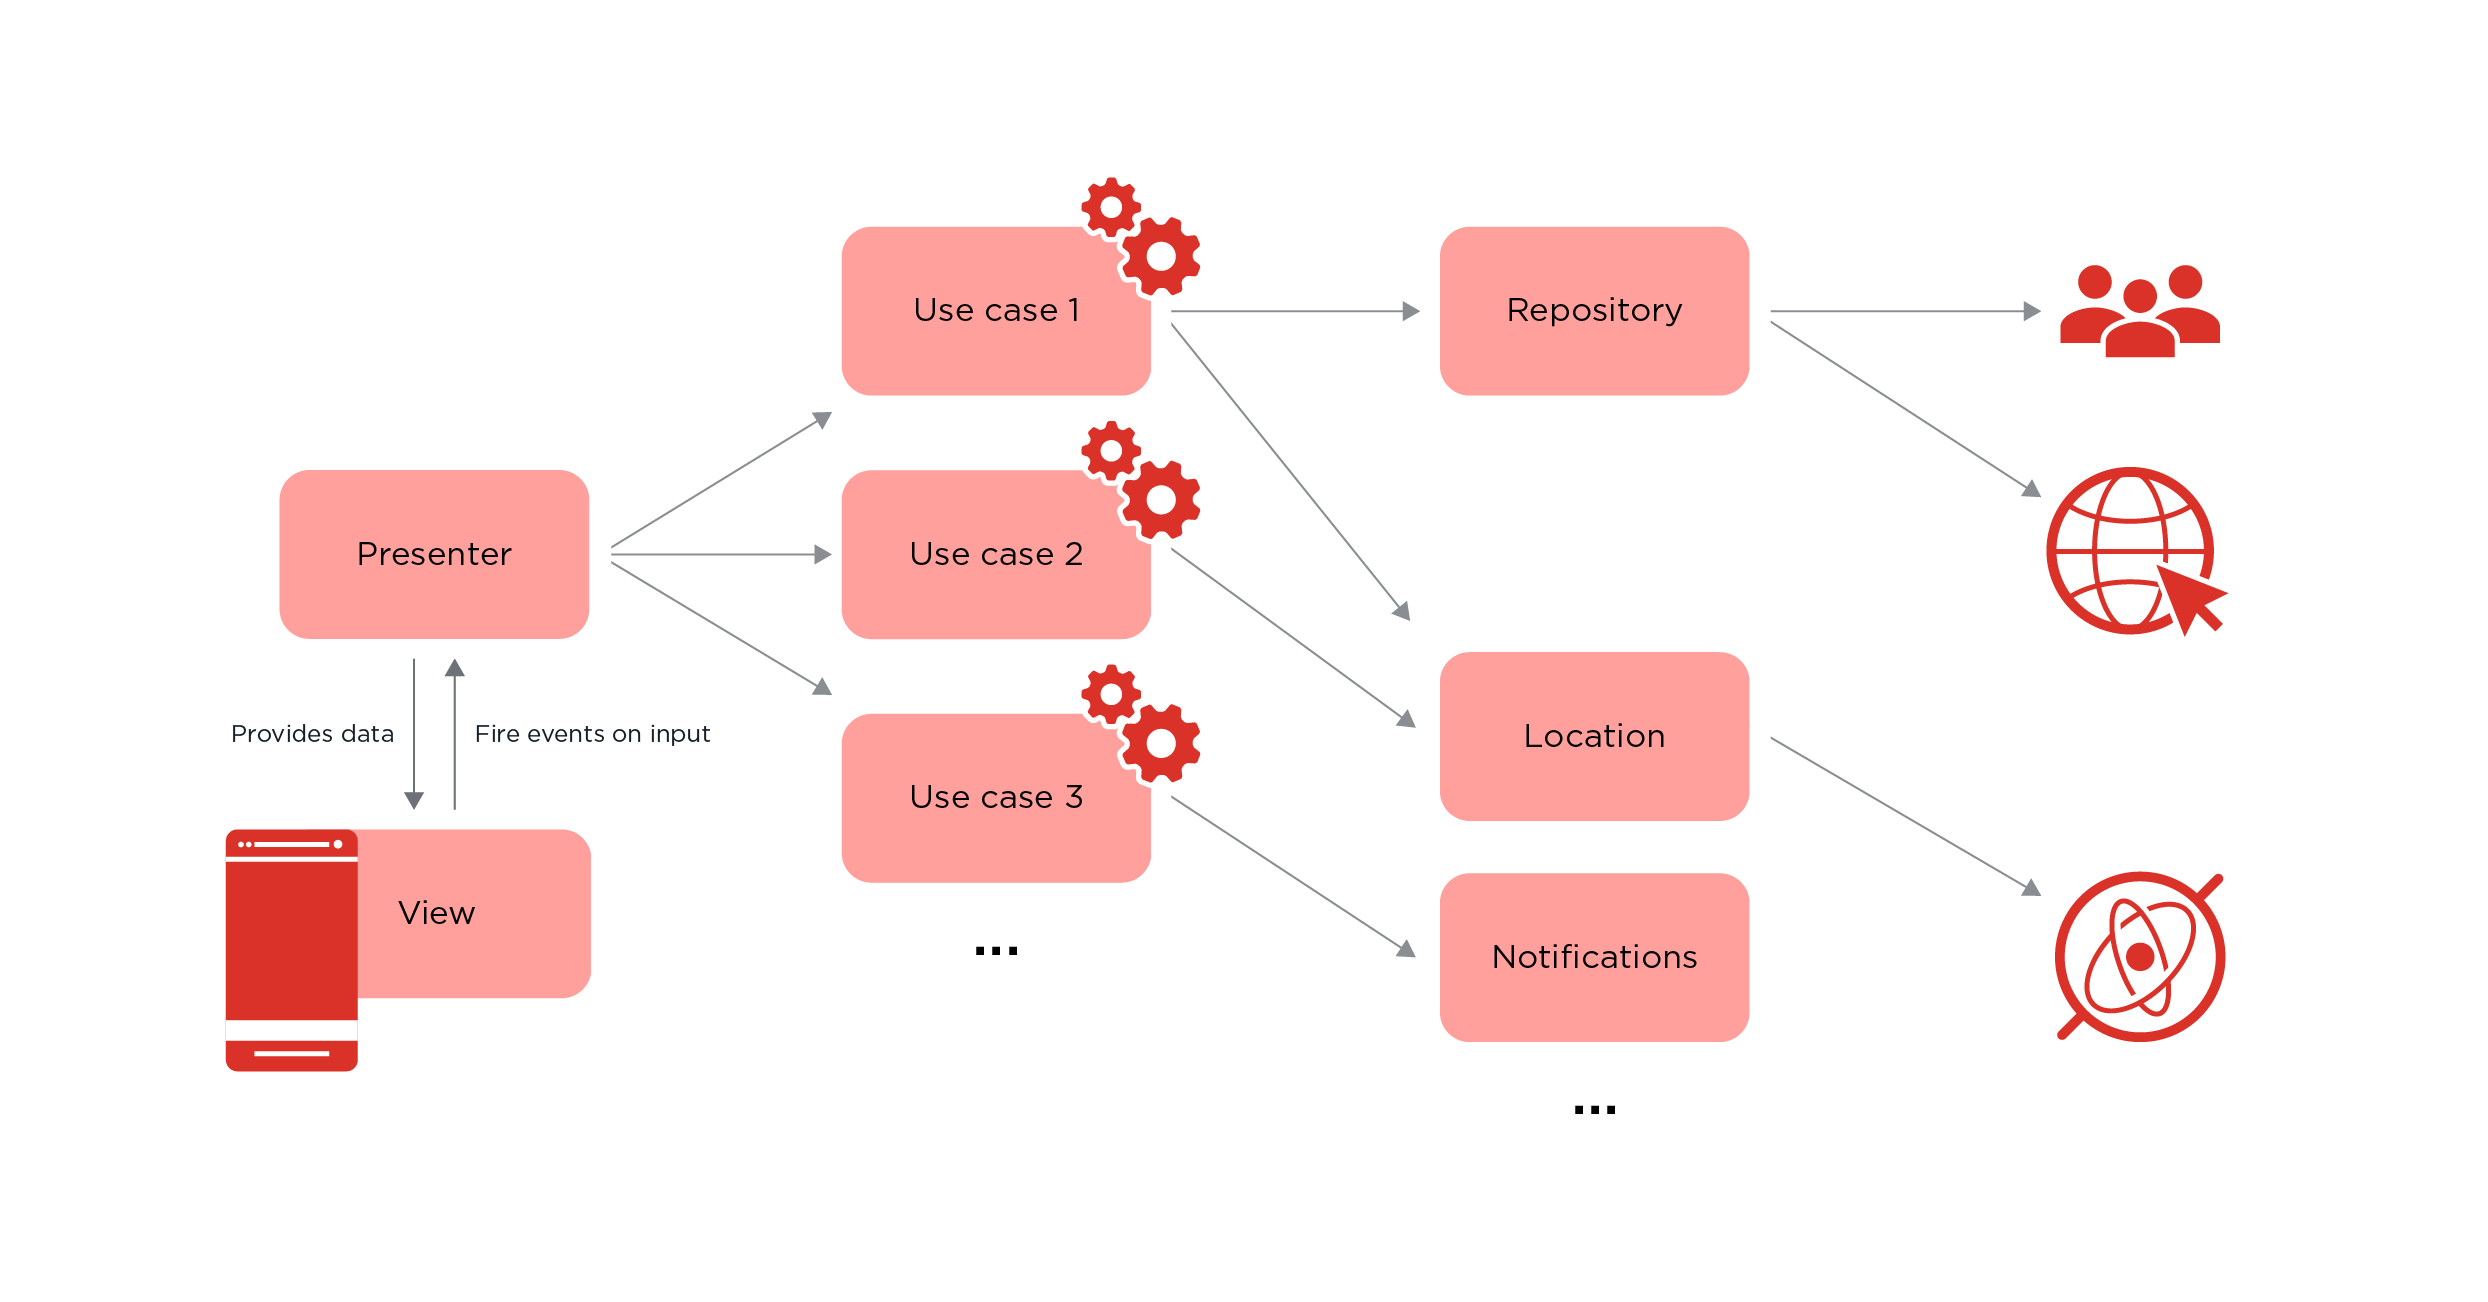 Use case 1
Repository
Presenter
Use case 2
Provides data
Fire events on input
Location
Use case 3
View
...
Notifications
...